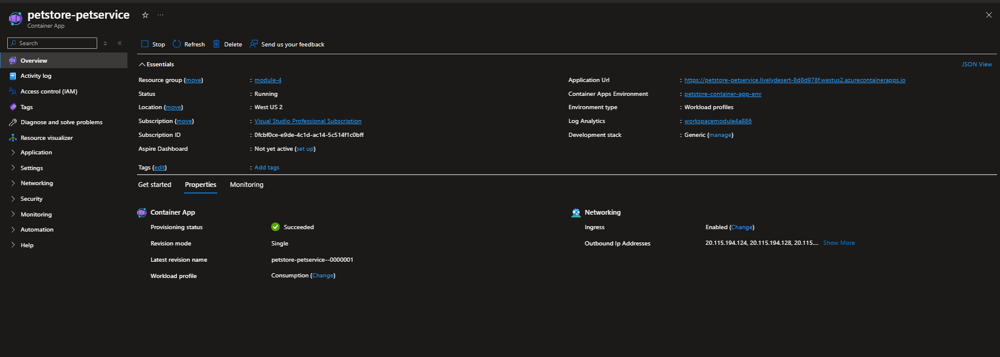 petstore-petservice
Container App
Search
Overview
Activity log
Access control (IAM)
Tags
Diagnose and solve problems
Resource visualizer
Application
Settings
Networking
Security
Monitoring
Automation
Help
Stop Refresh Delete Send us your feedback
Essentials JSON View
Resource group (move) : module-4
Status : Running
Location (move) : West US 2
Subscription (move) : Visual Studio Professional Subscription
Subscription ID : 0fcbf0ce-e9de-4c1d-ac14-5c514f1c0bff
Aspire Dashboard : Not yet active (set up)
Application Url : https://petstore-petservice.livelydesert-8d8d978f.westus2.azurecontainerapps.io
Container Apps Environment : petstore-container-app-env
Environment type : Workload profiles
Log Analytics : workspacemodule4a886
Development stack : Generic (manage)
Tags (edit) : Add tags
Get started Properties Monitoring
Container App
Provisioning status Succeeded
Revision mode Single
Latest revision name petstore-petservice--0000001
Workload profile Consumption (Change)
Networking
Ingress Enabled (Change)
Outbound Ip Addresses 20.115.194.124, 20.115.194.128, 20.115.... Show More